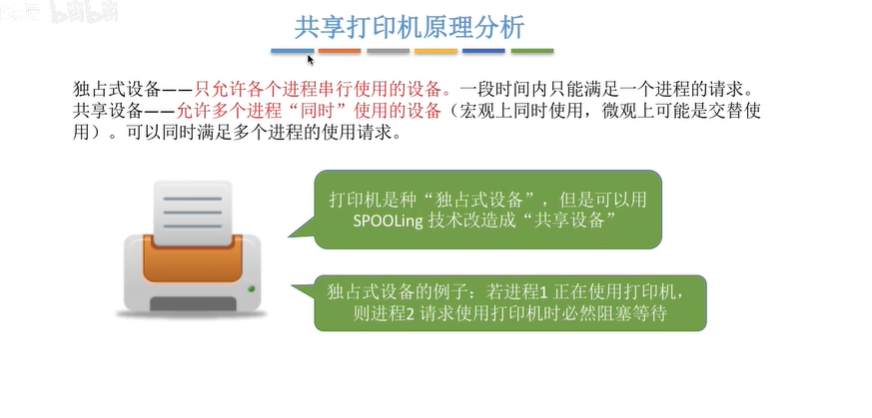 bilibili
共享打印机原理分析
独占式设备——只允许各个进程串行使用的设备。一段时间内只能满足一个进程的请求。
共享设备——允许多个进程“同时”使用的设备（宏观上同时使用，微观上可能是交替使
用）。可以同时满足多个进程的使用请求。
打印机是种“独占式设备”，但是可以用
SPOOLing 技术改造成“共享设备”
独占式设备的例子：若进程1 正在使用打印机，
则进程2 请求使用打印机时必然阻塞等待